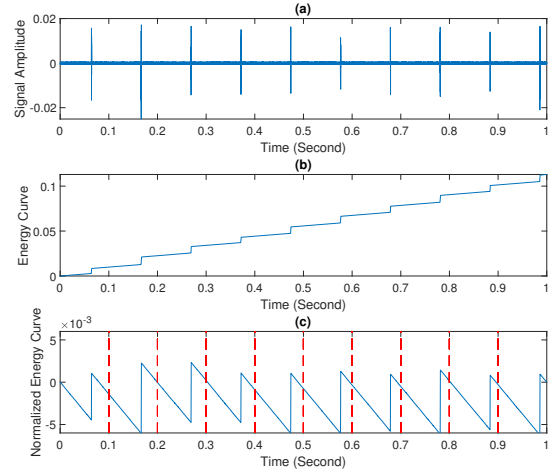 (a)
Signal Amplitude
0.02
0
-0.02
0 0.1 0.2 0.3 0.4 0.5 0.6 0.7 0.8 0.9 1
Time (Second)
(b)
Energy Curve
0.1
0.05
0
0 0.1 0.2 0.3 0.4 0.5 0.6 0.7 0.8 0.9 1
Time (Second)
(c)
Normalized Energy Curve
×10⁻³
5
0
-5
0 0.1 0.2 0.3 0.4 0.5 0.6 0.7 0.8 0.9 1
Time (Second)